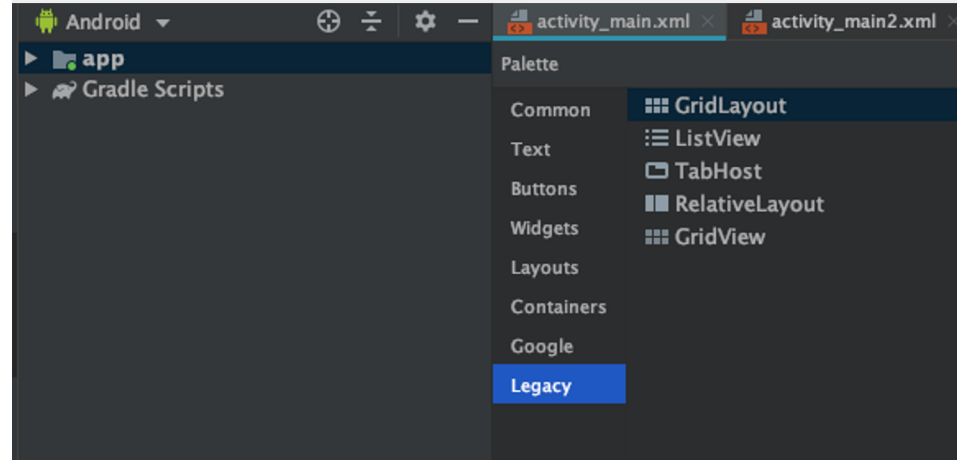 Android
activity_main.xml
activity_main2.xml
app
Gradle Scripts
Palette
Common
Text
Buttons
Widgets
Layouts
Containers
Google
Legacy
GridLayout
ListView
TabHost
RelativeLayout
GridView